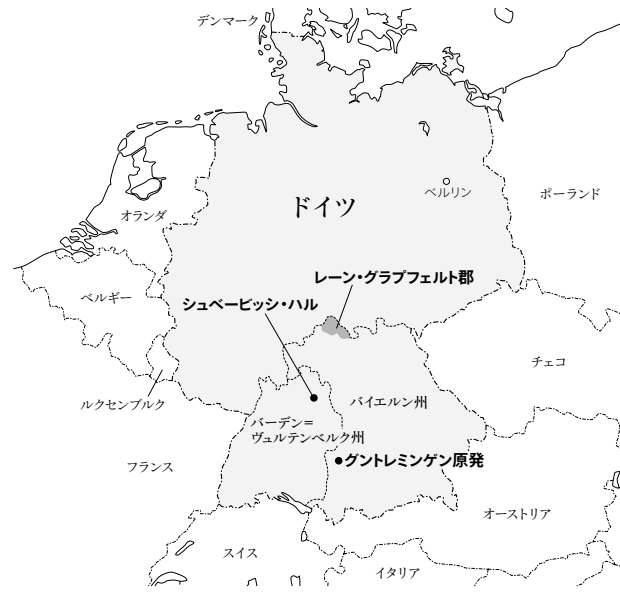 デンマーク
ベルリン
ポーランド
ドイツ
オランダ
レーン・グラプフェルト郡
ベルギー
シュベービッシ・ハル
チェコ
ルクセンブルク
バイエルン州
バーデン＝
ヴュルテンベルク州
フランス
グントレミンゲン原発
オーストリア
スイス
イタリア